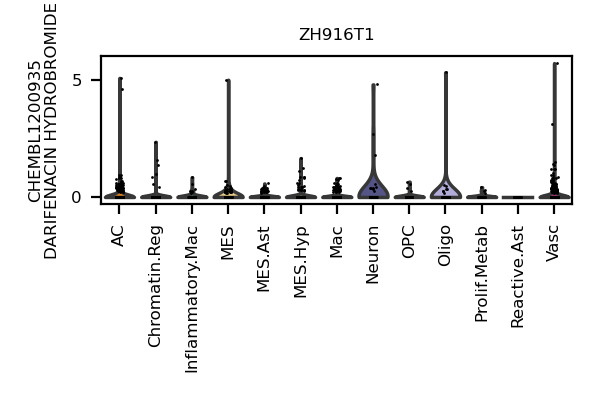 ZH916T1
CHEMBL1200935
DARIFENACIN HYDROBROMIDE
5
0
AC
Chromatin.Reg
Inflammatory.Mac
MES
MES.Ast
MES.Hyp
Mac
Neuron
OPC
Oligo
Prolif.Metab
Reactive.Ast
Vasc